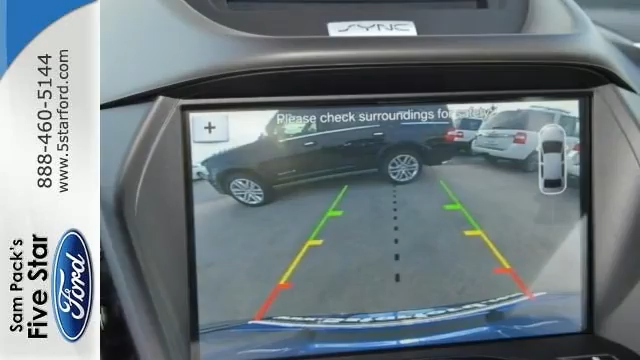 SYNC
Please check surroundings for safety
+
888-460-5144
www.5starford.com
Sam Pack's
Five Star
Ford